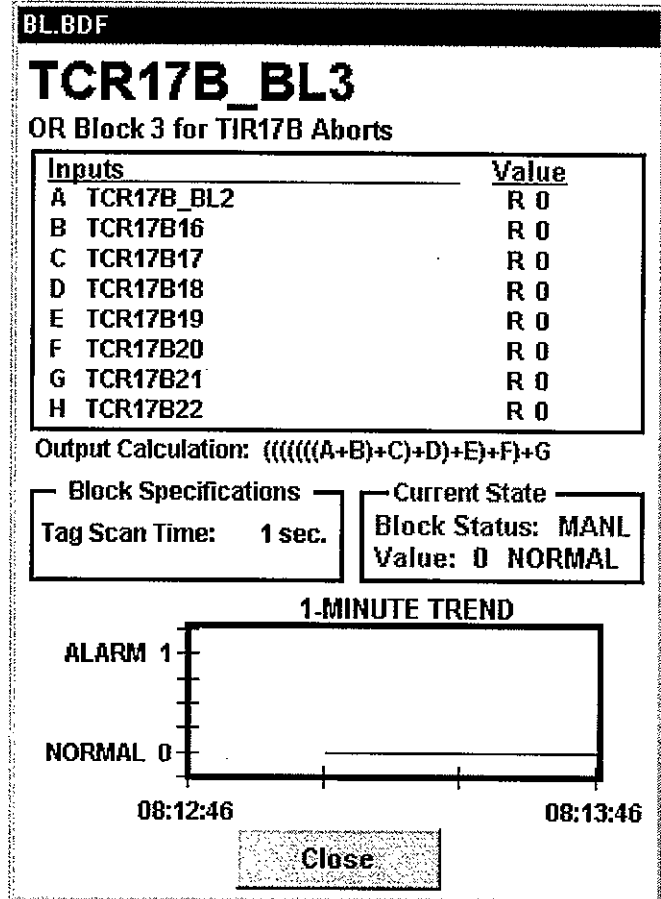 BL.BDF
TCR17B_BL3
OR Block 3 for TIR17B Aborts
Inputs Value
A TCR17B_BL2 R 0
B TCR17B16 R 0
C TCR17B17 R 0
D TCR17B18 R 0
E TCR17B19 R 0
F TCR17B20 R 0
G TCR17B21 R 0
H TCR17B22 R 0
Output Calculation: (((((((A+B)+C)+D)+E)+F)+G
Block Specifications
Tag Scan Time: 1 sec.
Current State
Block Status: MANL
Value: 0 NORMAL
1-MINUTE TREND
ALARM 1
NORMAL 0
08:12:46 08:13:46
Close